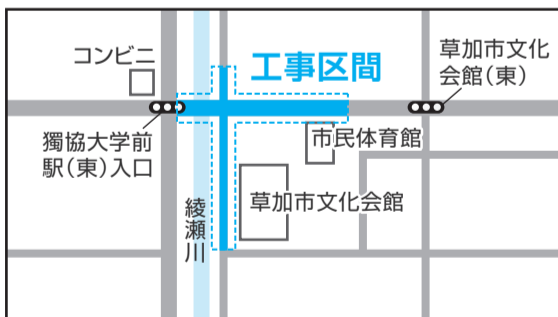 コンビニ
工事区間
草加市文化
会館(東)
獨協大学前
駅(東)入口
市民体育館
草加市文化会館
綾瀬川